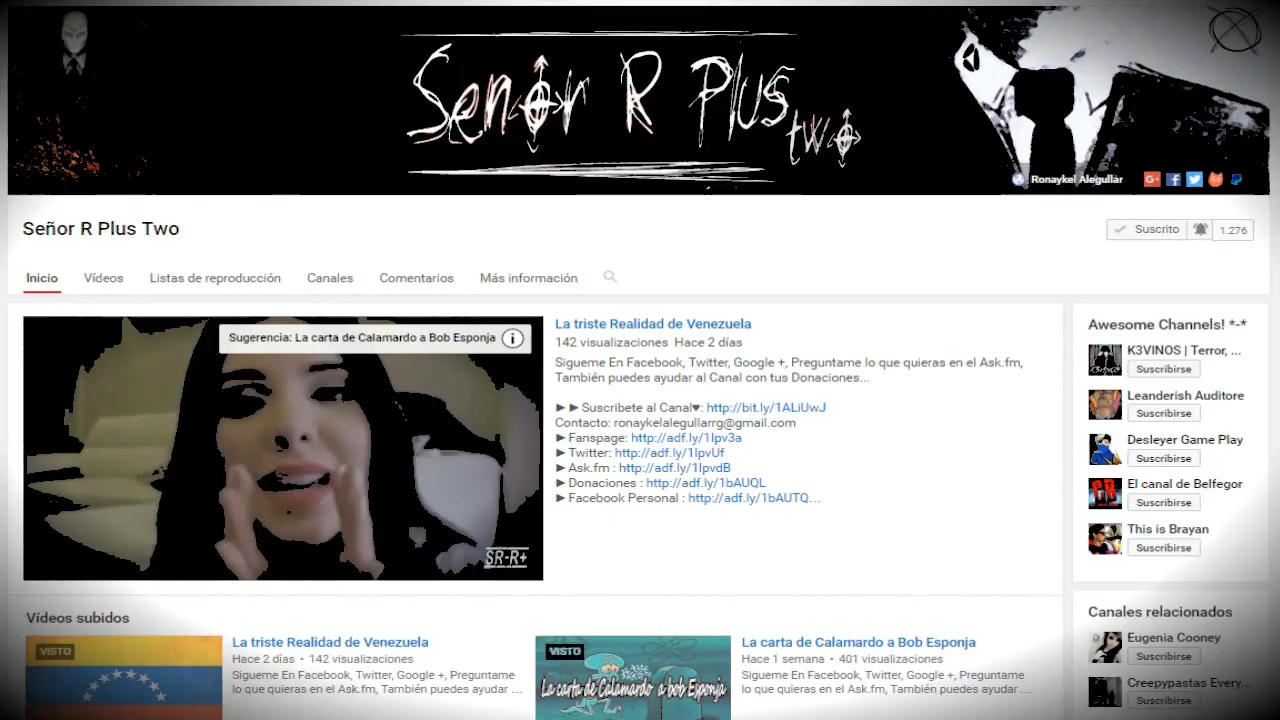 Señor R Plus
two
Ronaykel Alegullar
Señor R Plus Two
Suscrito 1.276
Inicio Vídeos Listas de reproducción Canales Comentarios Más información
Sugerencia: La carta de Calamardo a Bob Esponja
SR-R+
La triste Realidad de Venezuela
142 visualizaciones Hace 2 días
Sigueme En Facebook, Twitter, Google +, Preguntame lo que quieras en el Ask.fm,
También puedes ayudar al Canal con tus Donaciones...
►► Suscribete al Canal♥: http://bit.ly/1ALiUwJ
Contacto: ronaykelalegullarrg@gmail.com
► Fanspage: http://adf.ly/1lpv3a
► Twitter: http://adf.ly/1lpvUf
► Ask.fm : http://adf.ly/1lpvdB
► Donaciones : http://adf.ly/1bAUQL
► Facebook Personal : http://adf.ly/1bAUTQ...
Awesome Channels! *-*
K3VINOS | Terror, ...
Suscribirse
Leanderish Auditore
Suscribirse
Desleyer Game Play
Suscribirse
El canal de Belfegor
Suscribirse
This is Brayan
Suscribirse
Vídeos subidos
VISTO
La triste Realidad de Venezuela
Hace 2 días • 142 visualizaciones
Sigueme En Facebook, Twitter, Google +, Preguntame
lo que quieras en el Ask.fm, También puedes ayudar ...
VISTO
La carta de Calamardo a bob Esponja
La carta de Calamardo a Bob Esponja
Hace 1 semana • 401 visualizaciones
Sigueme En Facebook, Twitter, Google +, Preguntame
lo que quieras en el Ask.fm, También puedes ayudar ...
Canales relacionados
Eugenia Cooney
Suscribirse
Creepypastas Every...
Suscribirse